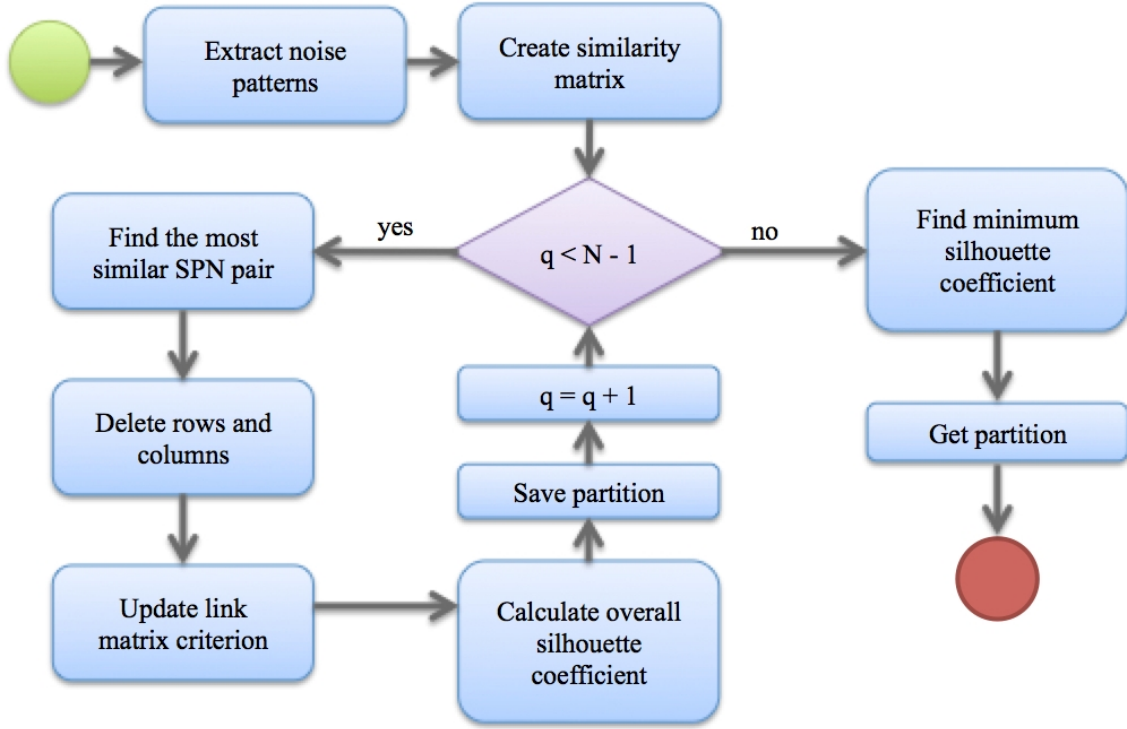 Extract noise
patterns
Create similarity
matrix
q < N - 1
yes
no
Find the most
similar SPN pair
Delete rows and
columns
Update link
matrix criterion
Calculate overall
silhouette
coefficient
Save partition
q = q + 1
Find minimum
silhouette
coefficient
Get partition